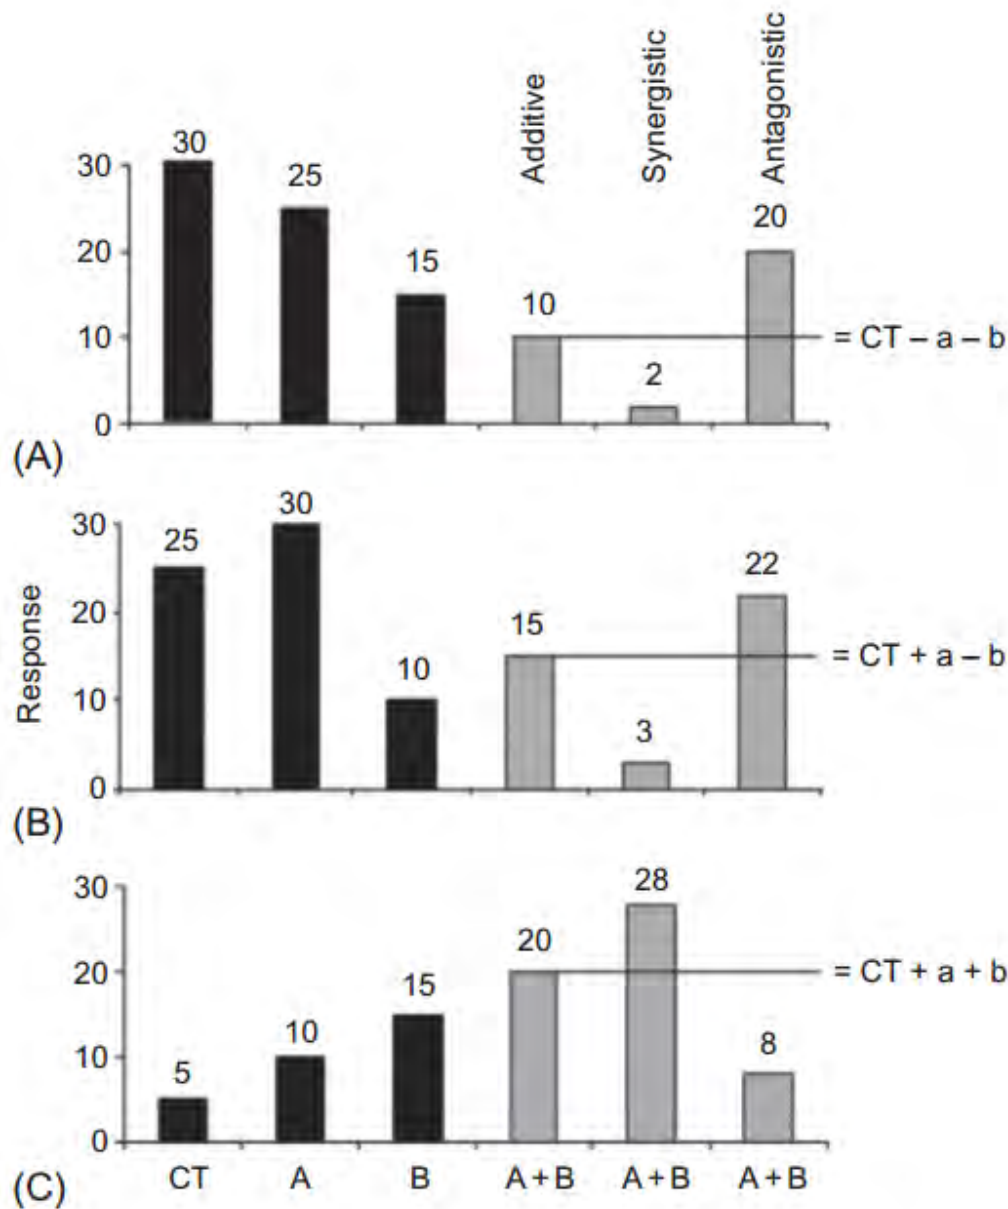 Additive
Synergistic
Antagonistic
30
25
15
10
2
20
30
20
10
0
= CT – a – b
(A)
25
30
10
15
3
22
30
20
10
0
= CT + a – b
Response
(B)
5
10
15
20
28
8
30
20
10
0
= CT + a + b
(C)
CT A B A + B A + B A + B